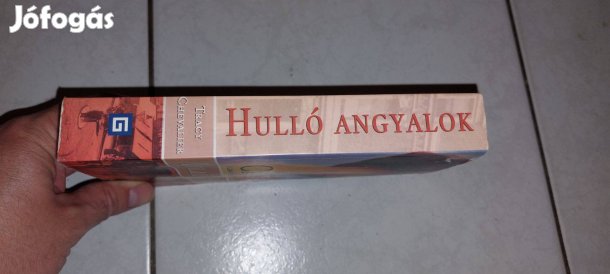 Jófogás
TRACY
CHEVALIER
HULLÓ ANGYALOK
G